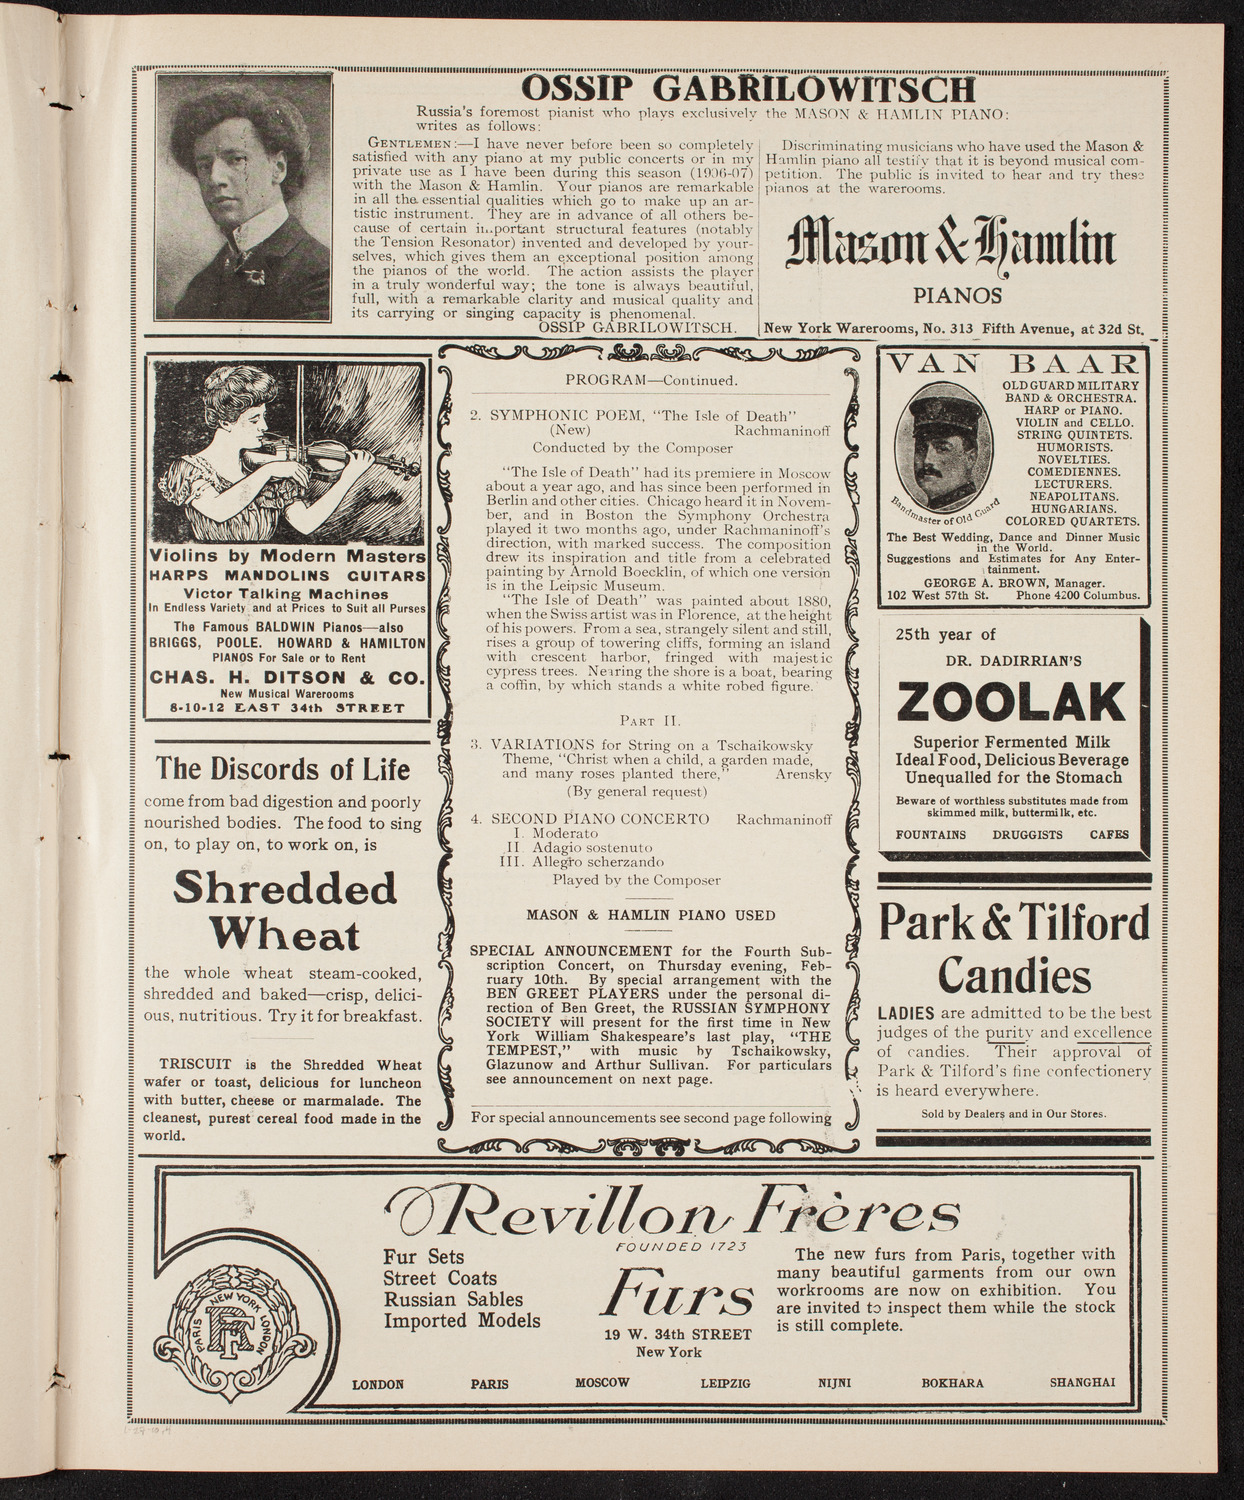 OSSIP GABRILOWITSCH
Russia's foremost pianist who plays exclusively the MASON & HAMLIN PIANO:
writes as follows:
GENTLEMEN:—I have never before been so completely
satisfied with any piano at my public concerts or in my
private use as I have been during this season (1906-07)
with the Mason & Hamlin. Your pianos are remarkable
in all the essential qualities which go to make up an ar-
tistic instrument. They are in advance of all others be-
cause of certain important structural features (notably
the Tension Resonator) invented and developed by your-
selves, which gives them an exceptional position among
the pianos of the world. The action assists the player
in a truly wonderful way; the tone is always beautiful,
full, with a remarkable clarity and musical quality and
its carrying or singing capacity is phenomenal.
OSSIP GABRILOWITSCH.
Discriminating musicians who have used the Mason &
Hamlin piano all testify that it is beyond musical com-
petition. The public is invited to hear and try these
pianos at the warerooms.
Mason & Hamlin
PIANOS
New York Warerooms, No. 313 Fifth Avenue, at 32d St.
Violins by Modern Masters
HARPS MANDOLINS GUITARS
Victor Talking Machines
In Endless Variety and at Prices to Suit all Purses
The Famous BALDWIN Pianos—also
BRIGGS, POOLE, HOWARD & HAMILTON
PIANOS For Sale or to Rent
CHAS. H. DITSON & CO.
New Musical Warerooms
8-10-12 EAST 34th STREET
The Discords of Life
come from bad digestion and poorly
nourished bodies. The food to sing
on, to play on, to work on, is
Shredded
Wheat
the whole wheat steam-cooked,
shredded and baked—crisp, delici-
ous, nutritious. Try it for breakfast.
TRISCUIT is the Shredded Wheat
wafer or toast, delicious for luncheon
with butter, cheese or marmalade. The
cleanest, purest cereal food made in the
world.
PROGRAM—Continued.
2. SYMPHONIC POEM, "The Isle of Death"
(New) Rachmaninoff
Conducted by the Composer
"The Isle of Death" had its premiere in Moscow
about a year ago, and has since been performed in
Berlin and other cities. Chicago heard it in Novem-
ber, and in Boston the Symphony Orchestra
played it two months ago, under Rachmaninoff's
direction, with marked success. The composition
drew its inspiration and title from a celebrated
painting by Arnold Boecklin, of which one version
is in the Leipsic Museum.
"The Isle of Death" was painted about 1880,
when the Swiss artist was in Florence, at the height
of his powers. From a sea, strangely silent and still,
rises a group of towering cliffs, forming an island
with crescent harbor, fringed with majestic
cypress trees. Nearing the shore is a boat, bearing
a coffin, by which stands a white robed figure.
PART II.
3. VARIATIONS for String on a Tschaikowsky
Theme, "Christ when a child, a garden made,
and many roses planted there," Arensky
(By general request)
4. SECOND PIANO CONCERTO Rachmaninoff
I. Moderato
II Adagio sostenuto
III. Allegro scherzando
Played by the Composer
MASON & HAMLIN PIANO USED
SPECIAL ANNOUNCEMENT for the Fourth Sub-
scription Concert, on Thursday evening, Feb-
ruary 10th. By special arrangement with the
BEN GREET PLAYERS under the personal di-
rection of Ben Greet, the RUSSIAN SYMPHONY
SOCIETY will present for the first time in New
York William Shakespeare's last play, "THE
TEMPEST," with music by Tschaikowsky,
Glazunow and Arthur Sullivan. For particulars
see announcement on next page.
For special announcements see second page following
VAN BAAR
OLD GUARD MILITARY
BAND & ORCHESTRA.
HARP or PIANO.
VIOLIN and CELLO.
STRING QUINTETS.
HUMORISTS.
NOVELTIES.
COMEDIENNES.
LECTURERS.
NEAPOLITANS.
HUNGARIANS.
COLORED QUARTETS.
Bandmaster of Old Guard
The Best Wedding, Dance and Dinner Music
in the World.
Suggestions and Estimates for Any Enter-
tainment.
GEORGE A. BROWN, Manager.
102 West 57th St. Phone 4200 Columbus.
25th year of
DR. DADIRRIAN'S
ZOOLAK
Superior Fermented Milk
Ideal Food, Delicious Beverage
Unequalled for the Stomach
Beware of worthless substitutes made from
skimmed milk, buttermilk, etc.
FOUNTAINS DRUGGISTS CAFES
Park & Tilford
Candies
LADIES are admitted to be the best
judges of the purity and excellence
of candies. Their approval of
Park & Tilford's fine confectionery
is heard everywhere.
Sold by Dealers and in Our Stores.
Revillon Frères
FOUNDED 1723
Fur Sets
Street Coats
Russian Sables
Imported Models
Furs
19 W. 34th STREET
New York
The new furs from Paris, together with
many beautiful garments from our own
workrooms are now on exhibition. You
are invited to inspect them while the stock
is still complete.
PARIS NEW YORK LONDON
RF
LONDON PARIS MOSCOW LEIPZIG NIJNI BOKHARA SHANGHAI